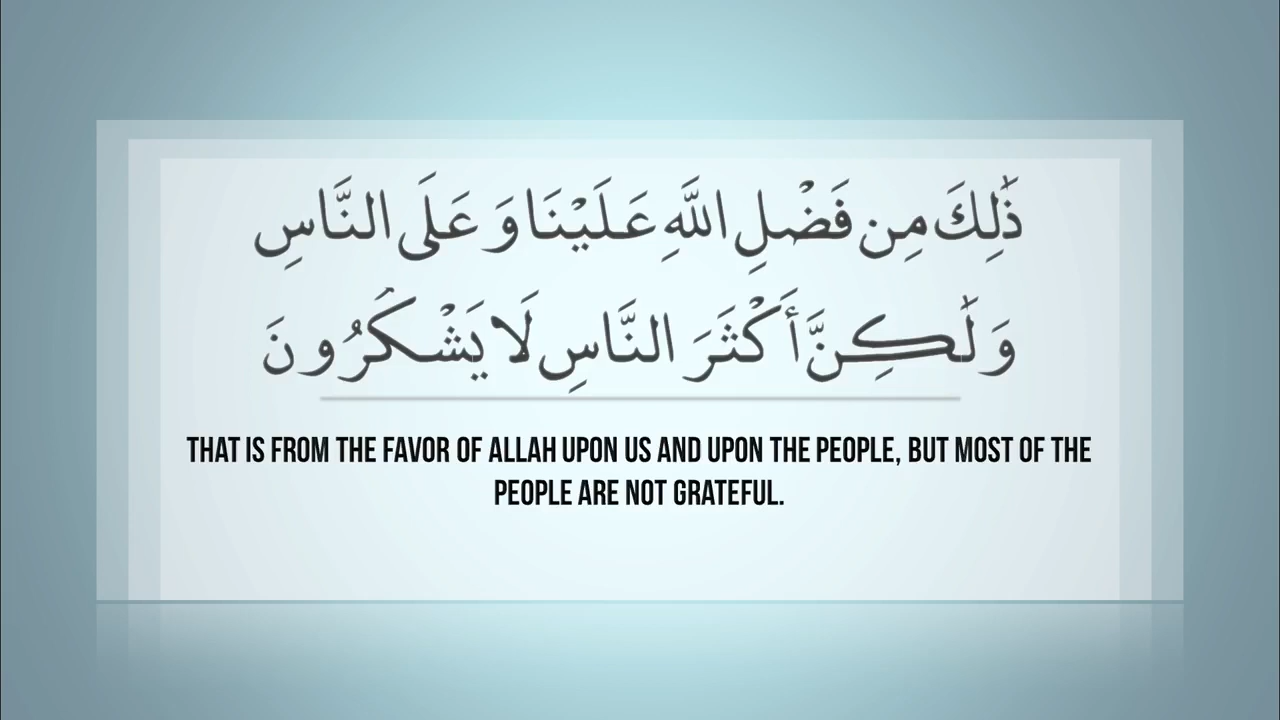 ذَٰلِكَ مِن فَضْلِ اللَّهِ عَلَيْنَا وَعَلَى النَّاسِ
وَلَٰكِنَّ أَكْثَرَ النَّاسِ لَا يَشْكُرُونَ
THAT IS FROM THE FAVOR OF ALLAH UPON US AND UPON THE PEOPLE, BUT MOST OF THE
PEOPLE ARE NOT GRATEFUL.